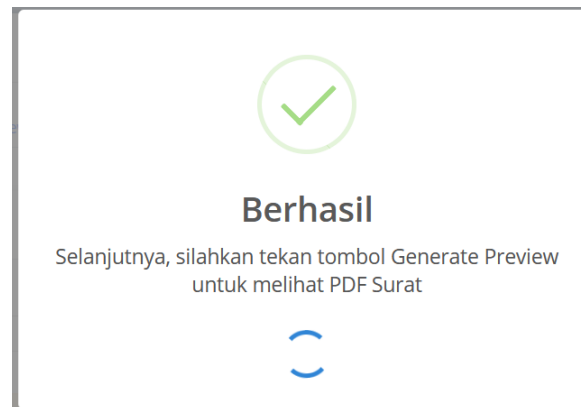 Berhasil
Selanjutnya, silahkan tekan tombol Generate Preview
untuk melihat PDF Surat